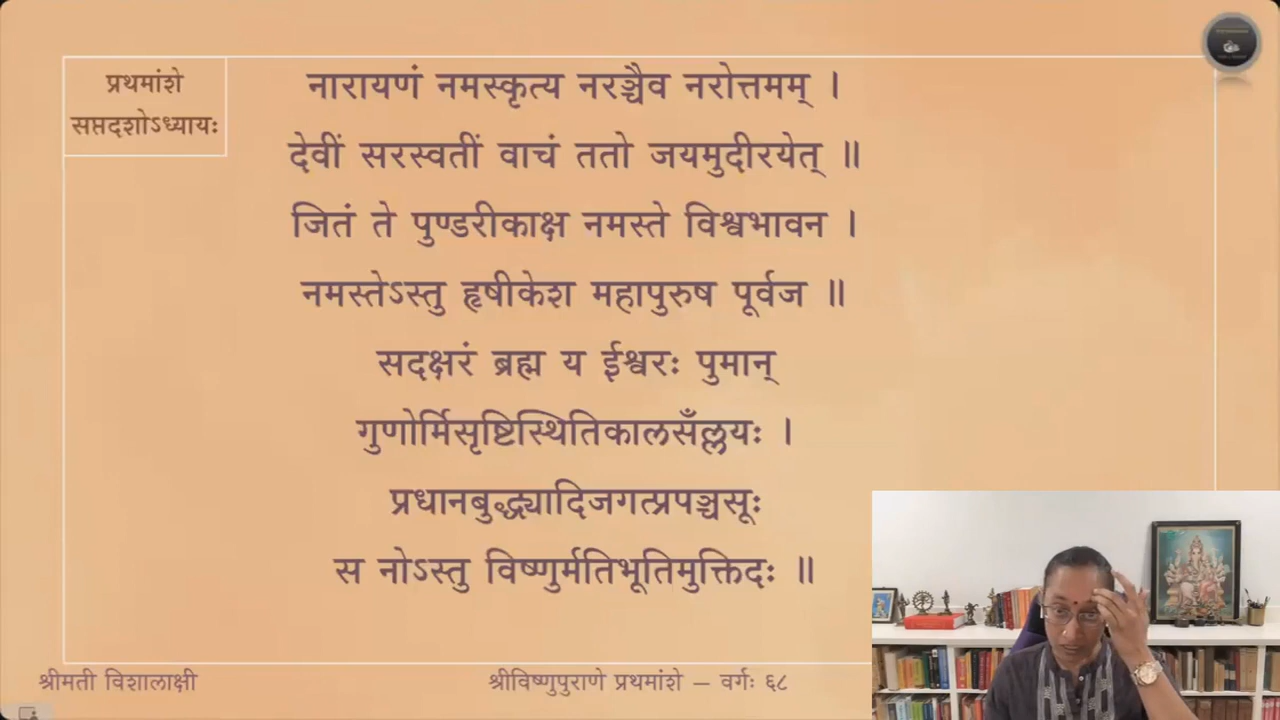 प्रथमांशे
सप्तदशोऽध्यायः
नारायणं नमस्कृत्य नरञ्चैव नरोत्तमम् ।
देवीं सरस्वतीं वाचं ततो जयमुदीरयेत् ॥
जितं ते पुण्डरीकाक्ष नमस्ते विश्वभावन ।
नमस्तेऽस्तु हृषीकेश महापुरुष पूर्वज ॥
सदक्षरं ब्रह्म य ईश्वरः पुमान्
गुणोर्मिसृष्टिस्थितिकालसँल्लयः ।
प्रधानबुद्ध्यादिजगत्प्रपञ्चसूः
स नोऽस्तु विष्णुर्मतिभूतिमुक्तिदः ॥
श्रीमती विशालाक्षी
श्रीविष्णुपुराणे प्रथमांशे – वर्गः ६८